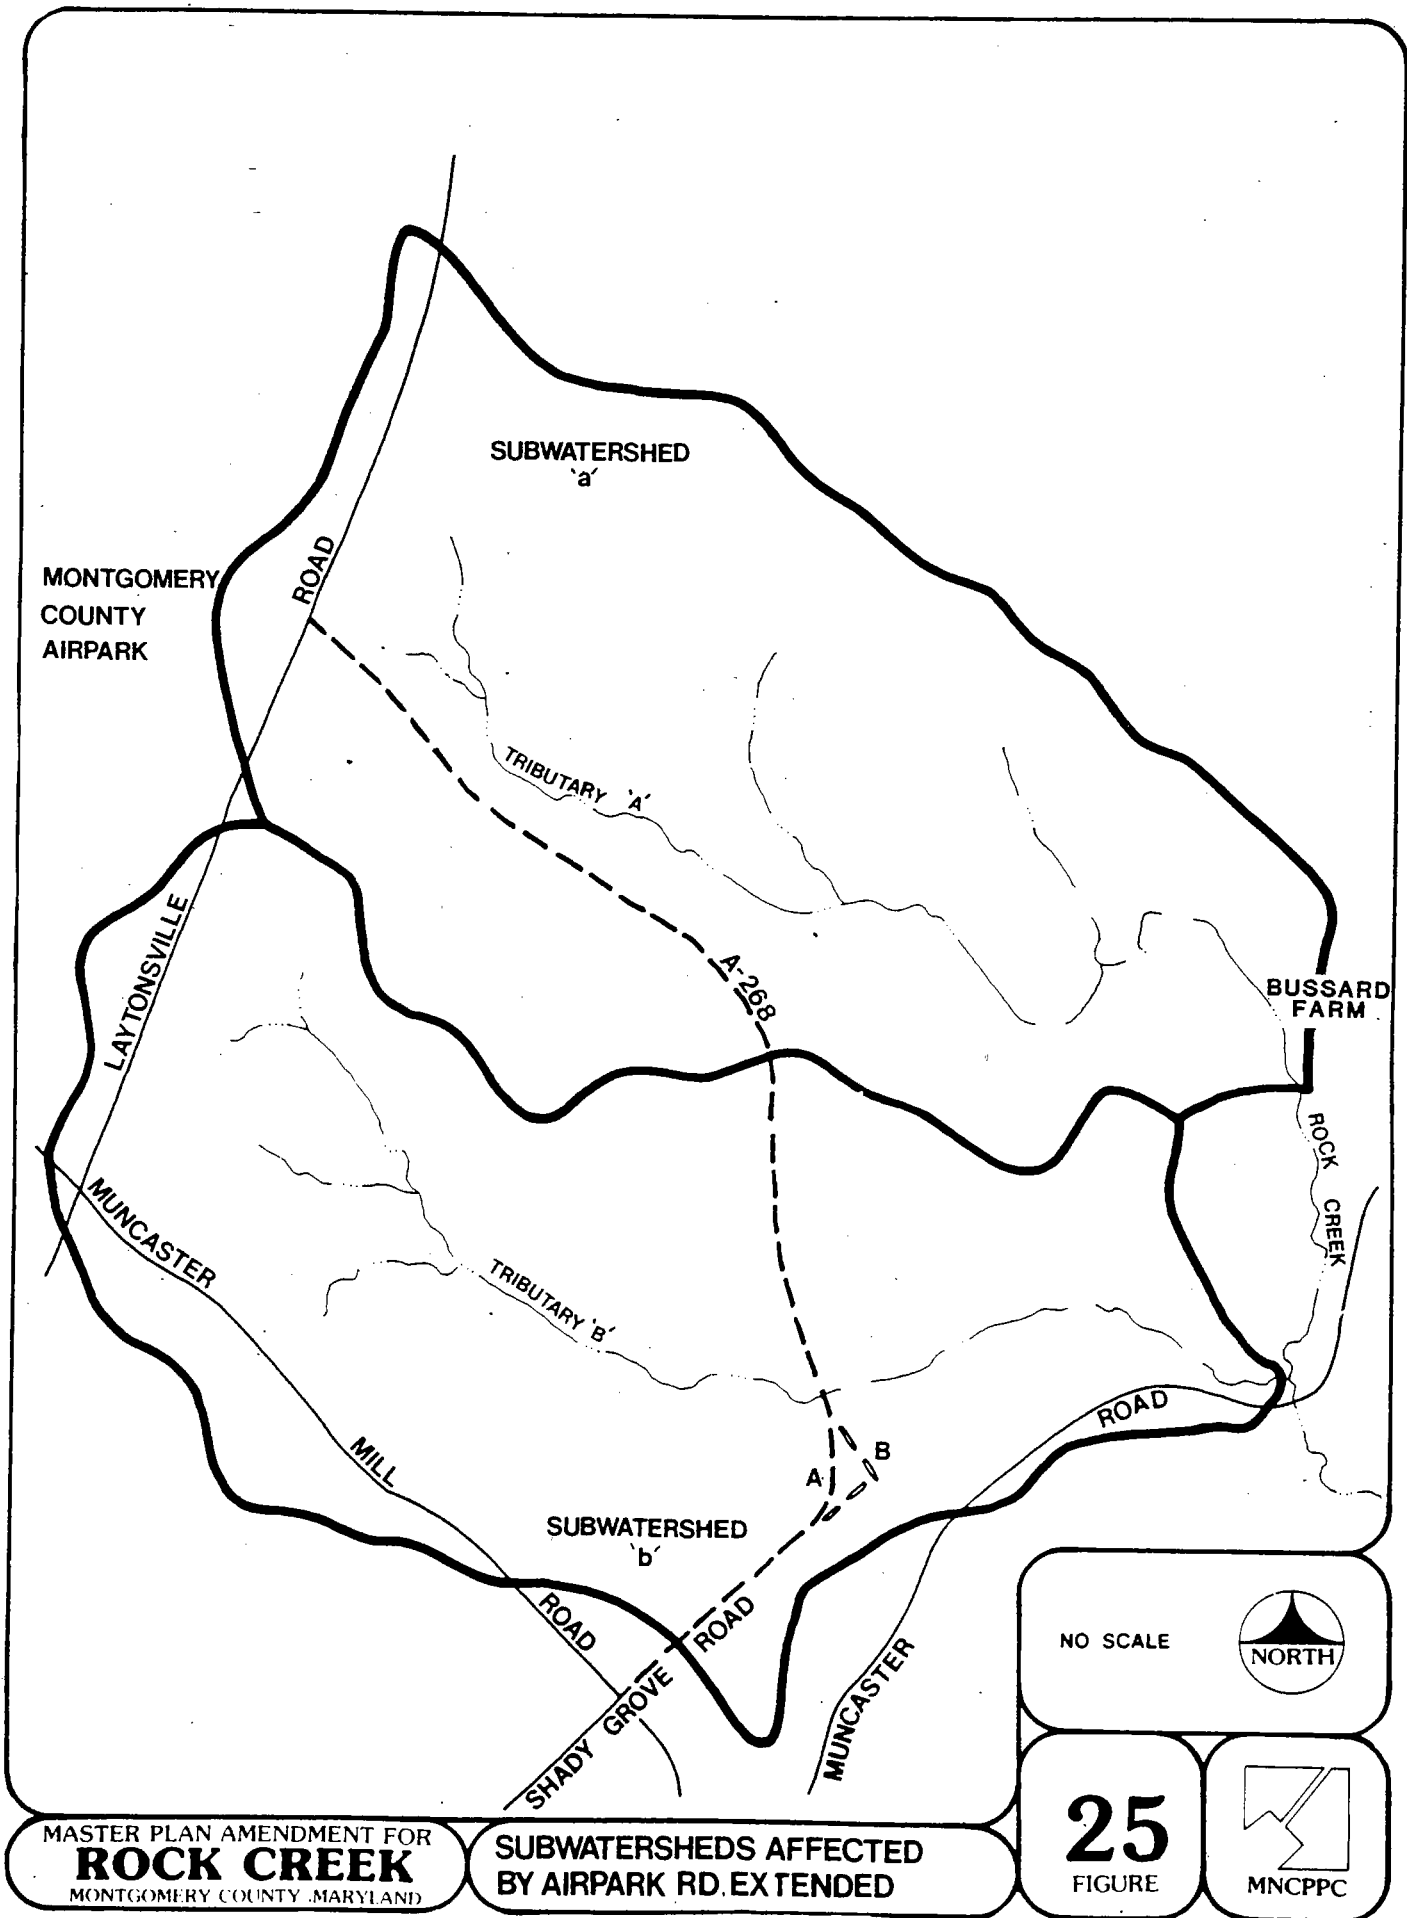 SUBWATERSHED
'a'
MONTGOMERY
COUNTY
AIRPARK
ROAD
TRIBUTARY 'A'
A-268
BUSSARD
FARM
LAYTONSVILLE
ROCK CREEK
MUNCASTER
TRIBUTARY 'B'
ROAD
MILL
B
A
SUBWATERSHED
'b'
ROAD
SHADY GROVE ROAD
MUNCASTER
NO SCALE
NORTH
MASTER PLAN AMENDMENT FOR
ROCK CREEK
MONTGOMERY COUNTY .MARYLAND
SUBWATERSHEDS AFFECTED
BY AIRPARK RD. EXTENDED
25
FIGURE
MNCPPC